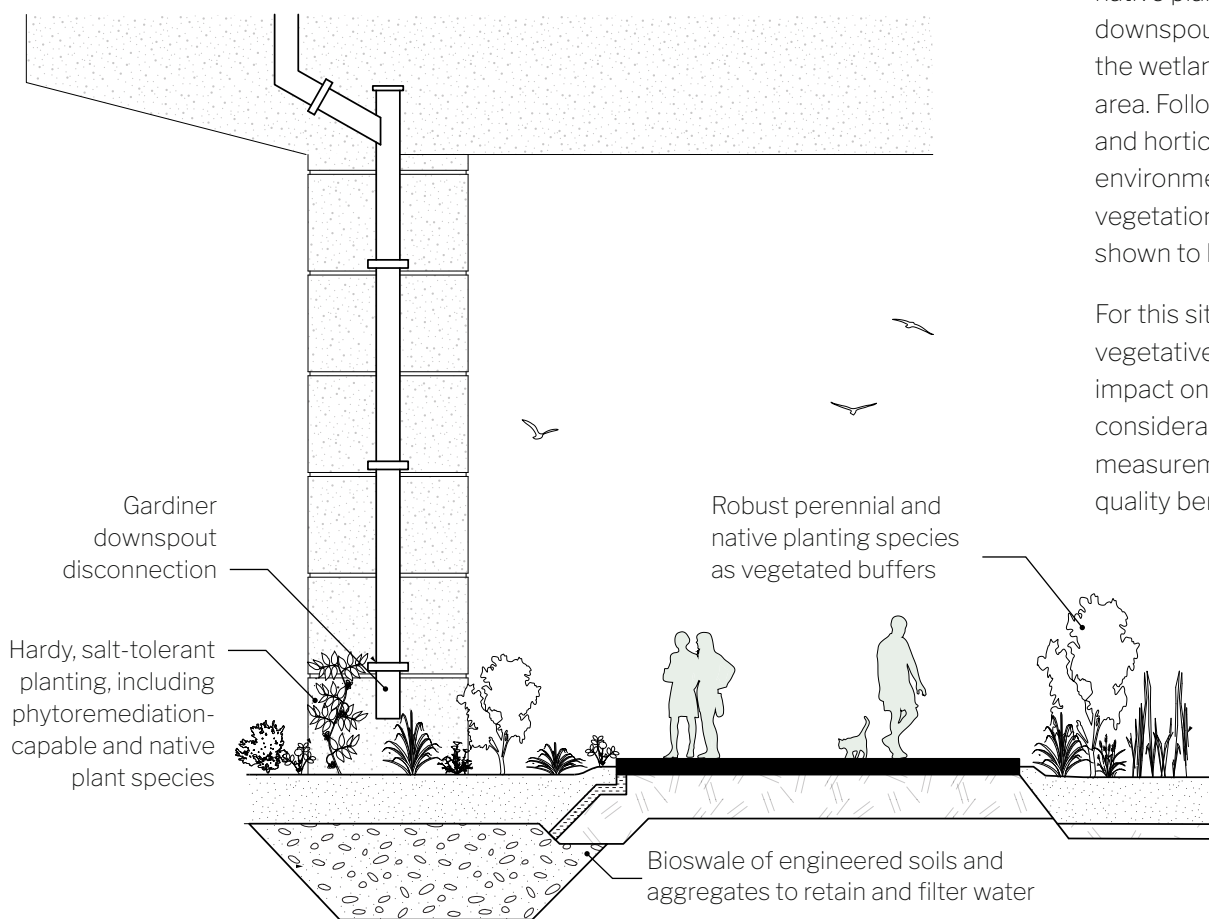 downspou
the wetlan
area. Follo
and hortic
environme
vegetation
shown to b
For this sit
vegetative
impact on
considera
measurem
quality ber
Gardiner
downspout
disconnection
Hardy, salt-tolerant
planting, including
phytoremediation-
capable and native
plant species
Robust perennial and
native planting species
as vegetated buffers
Bioswale of engineered soils and
aggregates to retain and filter water